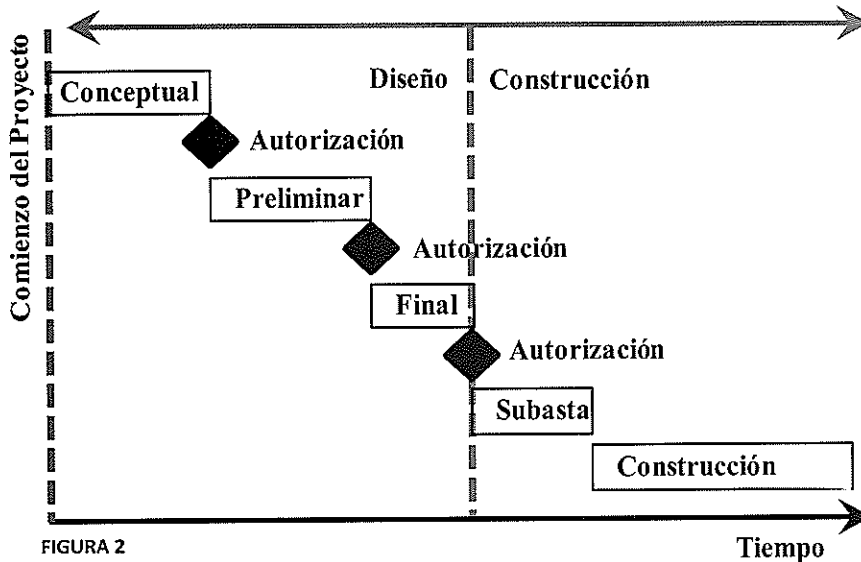 Comienzo del Proyecto
Diseño
Construcción
Conceptual
Autorización
Preliminar
Autorización
Final
Autorización
Subasta
Construcción
FIGURA 2
Tiempo